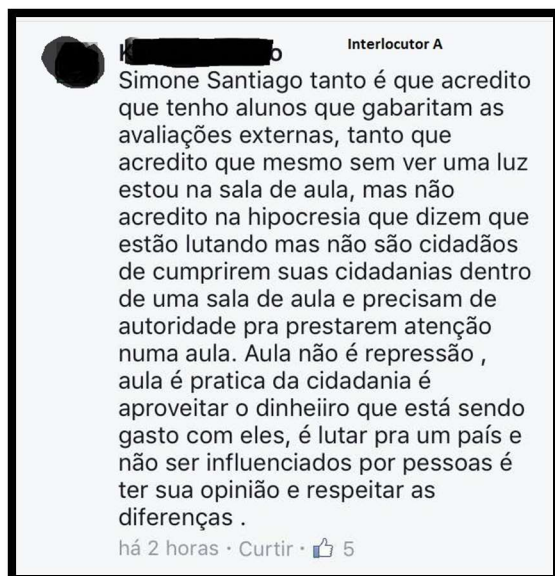 Interlocutor A
K o
Simone Santiago tanto é que acredito
que tenho alunos que gabaritam as
avaliações externas, tanto que
acredito que mesmo sem ver uma luz
estou na sala de aula, mas não
acredito na hipocresia que dizem que
estão lutando mas não são cidadãos
de cumprirem suas cidadanias dentro
de uma sala de aula e precisam de
autoridade pra prestarem atenção
numa aula. Aula não é repressão ,
aula é pratica da cidadania é
aproveitar o dinheiiro que está sendo
gasto com eles, é lutar pra um país e
não ser influenciados por pessoas é
ter sua opinião e respeitar as
diferenças .
há 2 horas · Curtir · 5